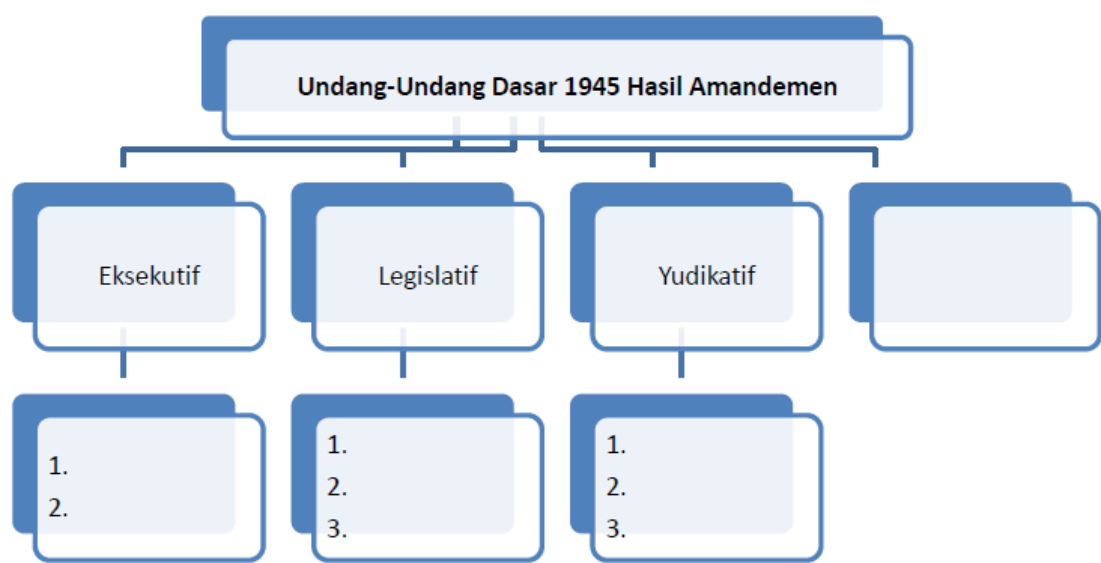 Undang-Undang Dasar 1945 Hasil Amandemen
Eksekutif
Legislatif
Yudikatif
1.
2.
1.
2.
3.
1.
2.
3.